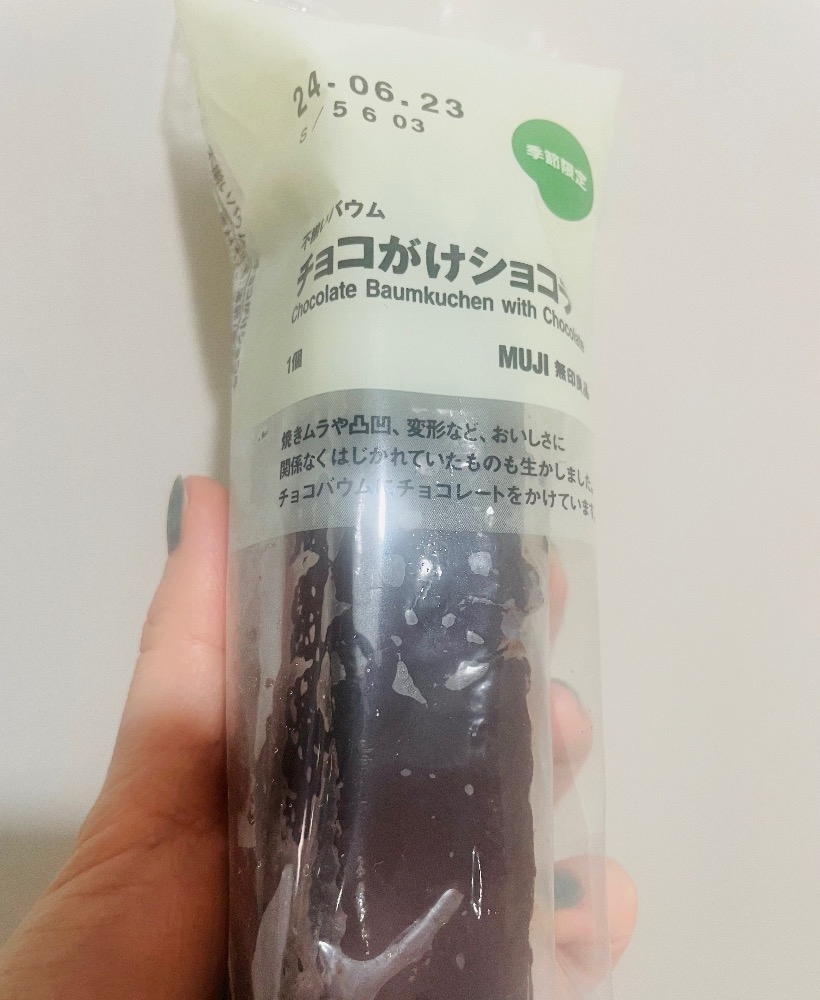 24.-06.23
S/5603
季節限定
不揃いバウム
チョコがけショコラ
Chocolate Baumkuchen with Chocolate
1個
MUJI 無印良品
焼きムラや凸凹、変形など、おいしさに
関係なくはじかれていたものも生かしました。
チョコバウムにチョコレートをかけています。